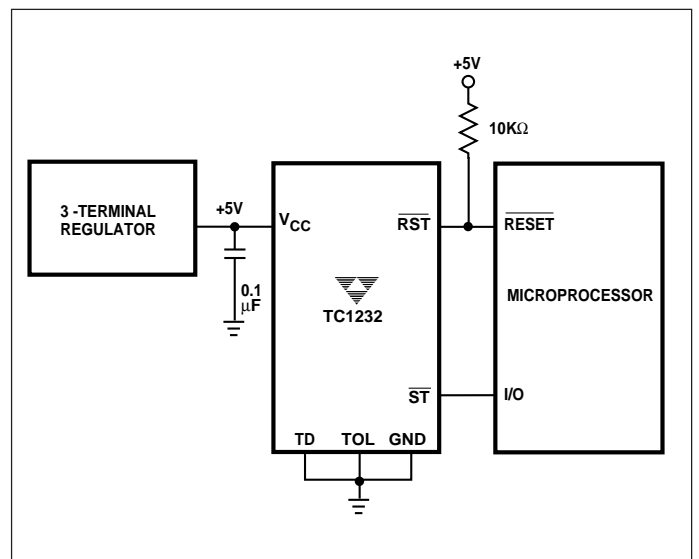 +5V
10KΩ
3 -TERMINAL
REGULATOR
+5V
0.1
μF
VCC
RST
TC1232
ST
TD TOL GND
RESET
MICROPROCESSOR
I/O